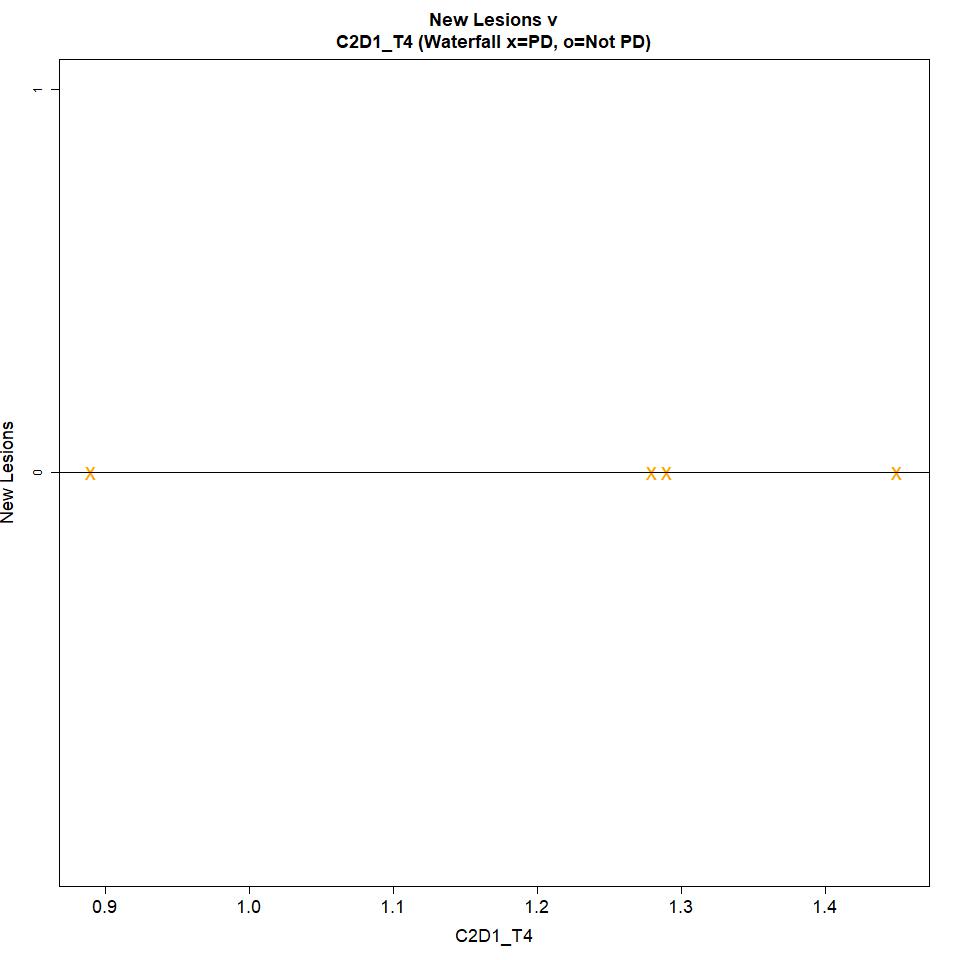 New Lesions v
C2D1_T4 (Waterfall x=PD, o=Not PD)
1
0
New Lesions
x x x x
0.9 1.0 1.1 1.2 1.3 1.4
C2D1_T4